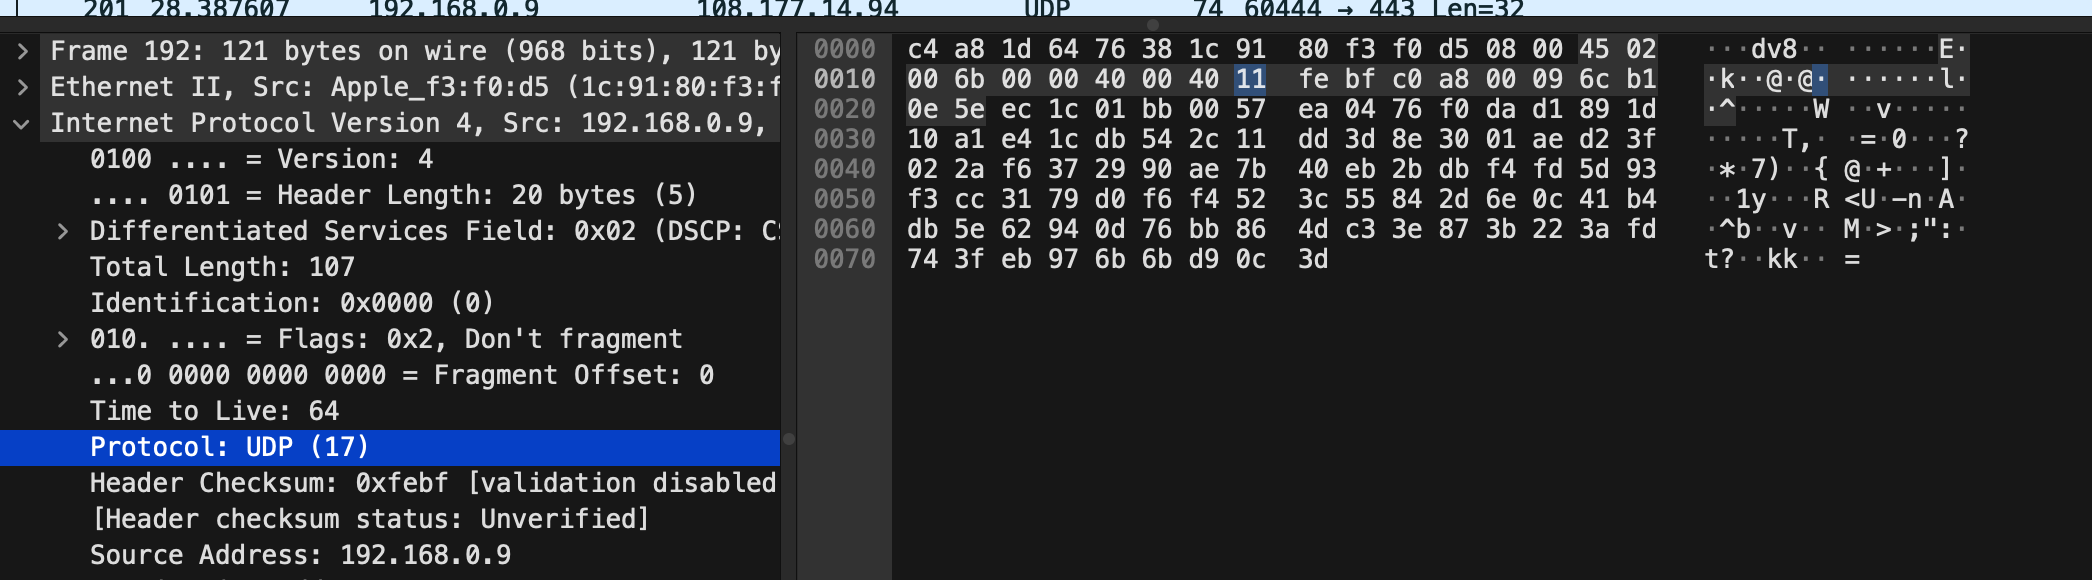 201 28.387607 192.168.0.9 108.177.14.94 UDP 74 60444 → 443 Len=32
Frame 192: 121 bytes on wire (968 bits), 121 by
Ethernet II, Src: Apple_f3:f0:d5 (1c:91:80:f3:f
Internet Protocol Version 4, Src: 192.168.0.9,
0100 .... = Version: 4
.... 0101 = Header Length: 20 bytes (5)
Differentiated Services Field: 0x02 (DSCP: CS
Total Length: 107
Identification: 0x0000 (0)
010. .... = Flags: 0x2, Don't fragment
...0 0000 0000 0000 = Fragment Offset: 0
Time to Live: 64
Protocol: UDP (17)
Header Checksum: 0xfebf [validation disabled
[Header checksum status: Unverified]
Source Address: 192.168.0.9
0000 c4 a8 1d 64 76 38 1c 91 80 f3 f0 d5 08 00 45 02 ···dv8·· ······E·
0010 00 6b 00 00 40 00 40 11 fe bf c0 a8 00 09 6c b1 ·k··@·@· ······l·
0020 0e 5e ec 1c 01 bb 00 57 ea 04 76 f0 da d1 89 1d ·^·····W ··v·····
0030 10 a1 e4 1c db 54 2c 11 dd 3d 8e 30 01 ae d2 3f ·····T,· ·=·0···?
0040 02 2a f6 37 29 90 ae 7b 40 eb 2b db f4 fd 5d 93 ·*·7)··{ @·+···]·
0050 f3 cc 31 79 d0 f6 f4 52 3c 55 84 2d 6e 0c 41 b4 ··1y···R <U·-n·A·
0060 db 5e 62 94 0d 76 bb 86 4d c3 3e 87 3b 22 3a fd ·^b··v·· M·>·;":·
0070 74 3f eb 97 6b 6b d9 0c 3d t?··kk·· =